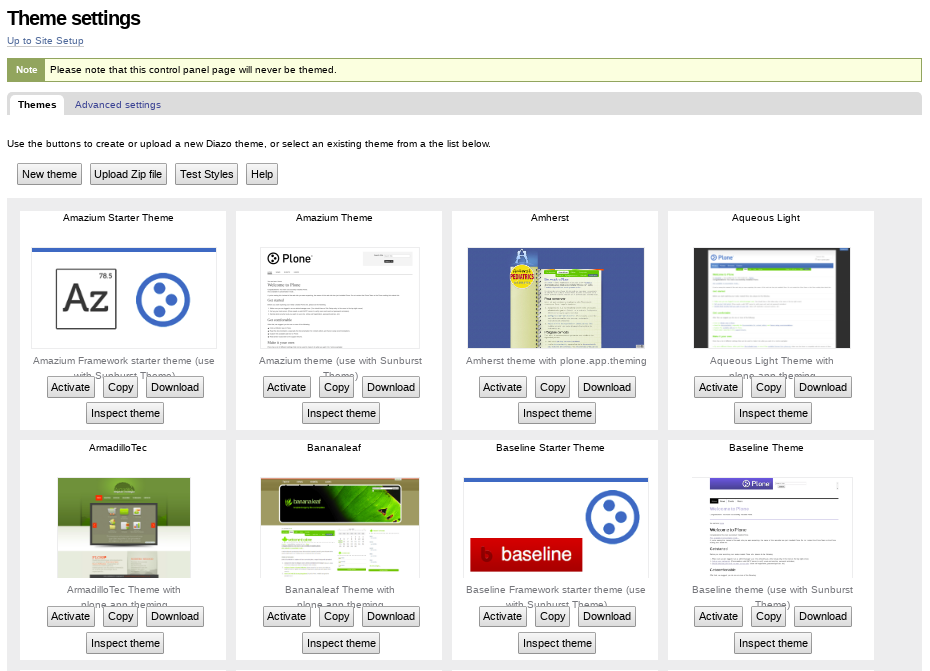 Theme settings
Up to Site Setup
Note Please note that this control panel page will never be themed.
Themes Advanced settings
Use the buttons to create or upload a new Diazo theme, or select an existing theme from a the list below.
New theme Upload Zip file Test Styles Help
Amazium Starter Theme Amazium Theme Amherst Aqueous Light
78.5
Az
Plone
Welcome to Plone
Amherst
PEDIATRICS
Amazium Framework starter theme (use with Sunburst Theme)
Amazium theme (use with Sunburst Theme)
Amherst theme with plone.app.theming
Aqueous Light Theme with plone.app.theming
Activate Copy Download Activate Copy Download Activate Copy Download Activate Copy Download
Inspect theme Inspect theme Inspect theme Inspect theme
ArmadilloTec Bananaleaf Baseline Starter Theme Baseline Theme
bananaleaf
baseline
Plone
Welcome to Plone
ArmadilloTec Theme with plone.app.theming
Bananaleaf Theme with plone.app.theming
Baseline Framework starter theme (use with Sunburst Theme)
Baseline theme (use with Sunburst Theme)
Activate Copy Download Activate Copy Download Activate Copy Download Activate Copy Download
Inspect theme Inspect theme Inspect theme Inspect theme